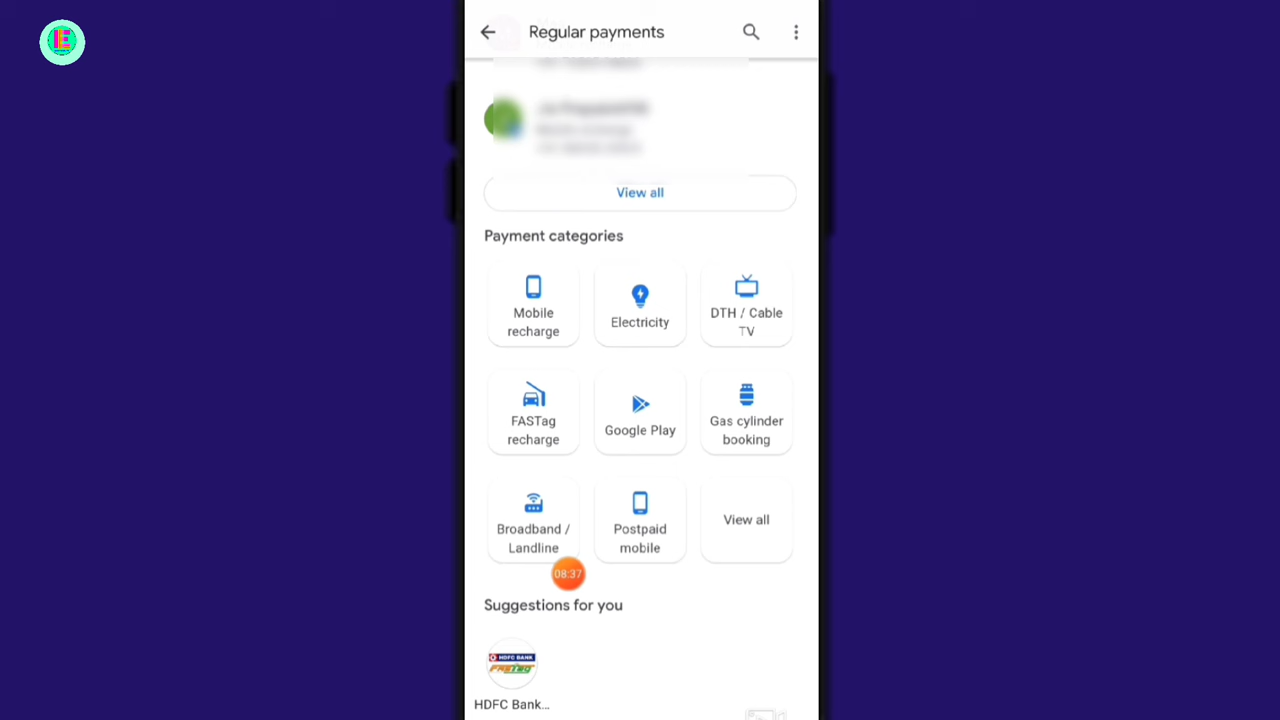 E
Regular payments
View all
Payment categories
Mobile
recharge
Electricity
DTH / Cable
TV
FASTag
recharge
Google Play
Gas cylinder
booking
Broadband /
Landline
Postpaid
mobile
View all
08:37
Suggestions for you
HDFC BANK
FASTag
HDFC Bank...